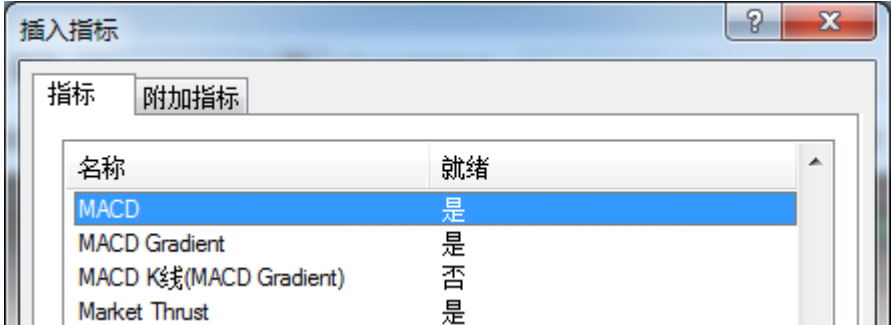 插入指标
指标 附加指标
名称 就绪
MACD 是
MACD Gradient 是
MACD K线(MACD Gradient) 否
Market Thrust 是